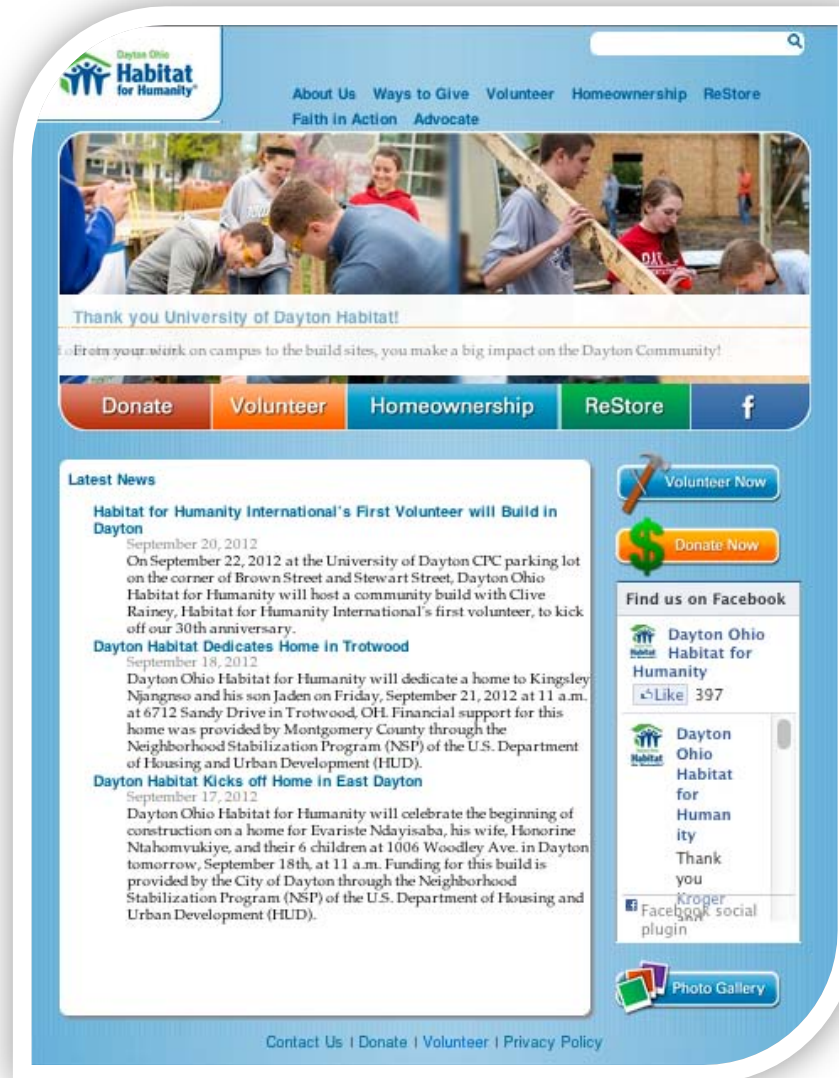 Dayton Ohio
Habitat
for Humanity®
About Us Ways to Give Volunteer Homeownership ReStore
Faith in Action Advocate
Thank you University of Dayton Habitat!
From your work on campus to the build sites, you make a big impact on the Dayton Community!
Donate Volunteer Homeownership ReStore f
Latest News
Habitat for Humanity International's First Volunteer will Build in
Dayton
September 20, 2012
On September 22, 2012 at the University of Dayton CPC parking lot
on the corner of Brown Street and Stewart Street, Dayton Ohio
Habitat for Humanity will host a community build with Clive
Rainey, Habitat for Humanity International's first volunteer, to kick
off our 30th anniversary.
Dayton Habitat Dedicates Home in Trotwood
September 18, 2012
Dayton Ohio Habitat for Humanity will dedicate a home to Kingsley
Njangnso and his son Jaden on Friday, September 21, 2012 at 11 a.m.
at 6712 Sandy Drive in Trotwood, OH. Financial support for this
home was provided by Montgomery County through the
Neighborhood Stabilization Program (NSP) of the U.S. Department
of Housing and Urban Development (HUD).
Dayton Habitat Kicks off Home in East Dayton
September 17, 2012
Dayton Ohio Habitat for Humanity will celebrate the beginning of
construction on a home for Evariste Ndayisaba, his wife, Honorine
Ntahomvukiye, and their 6 children at 1006 Woodley Ave. in Dayton
tomorrow, September 18th, at 11 a.m. Funding for this build is
provided by the City of Dayton through the Neighborhood
Stabilization Program (NSP) of the U.S. Department of Housing and
Urban Development (HUD).
Volunteer Now
Donate Now
Find us on Facebook
Dayton Ohio
Habitat for
Humanity
Like 397
Dayton
Ohio
Habitat
for
Human
ity
Thank
you
Kroger
and
Facebook social
plugin
Photo Gallery
Contact Us | Donate | Volunteer | Privacy Policy